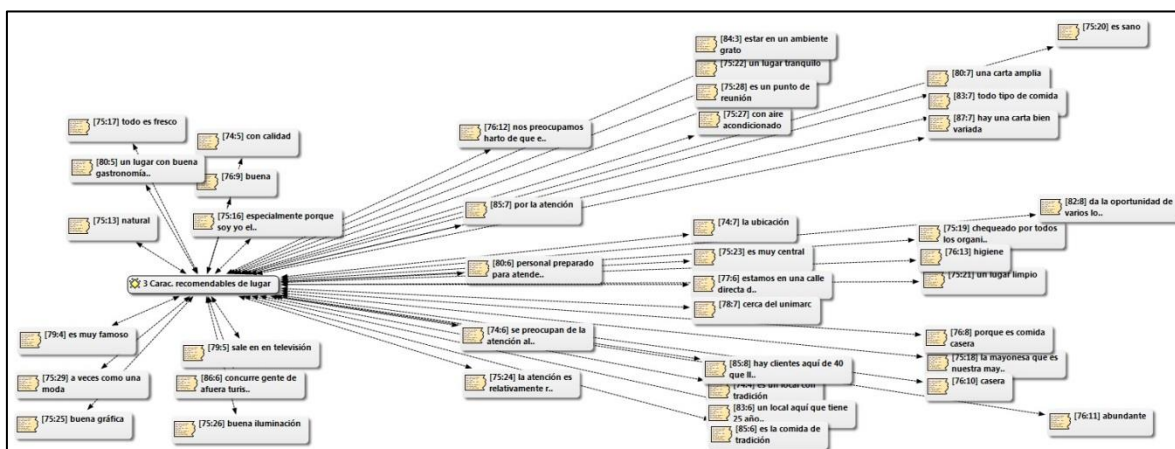 [84:3] estar en un ambiente
grato
[75:22] un lugar tranquilo
[75:28] es un punto de
reunión
[75:27] con aire
acondicionado
[75:20] es sano
[80:7] una carta amplia
[83:7] todo tipo de comida
[87:7] hay una carta bien
variada
[75:17] todo es fresco
[74:5] con calidad
[80:5] un lugar con buena
gastronomía..
[76:9] buena
[75:13] natural
[75:16] especialmente porque
soy yo el..
[76:12] nos preocupamos
harto de que e..
[85:7] por la atención
[80:6] personal preparado
para atende..
[74:7] la ubicación
[75:23] es muy central
[77:6] estamos en una calle
directa d..
[78:7] cerca del unimarc
[82:8] da la oportunidad de
varios lo..
[75:19] chequeado por todos
los organi..
[76:13] higiene
[75:21] un lugar limpio
3 Carac. recomendables de lugar
[79:4] es muy famoso
[79:5] sale en en televisión
[75:29] a veces como una
moda
[86:6] concurre gente de
afuera turis..
[75:25] buena gráfica
[75:26] buena iluminación
[74:6] se preocupan de la
atención al..
[75:24] la atención es
relativamente r..
[85:8] hay clientes aquí de 40
que ll..
[74:4] es un local con
tradición
[83:6] un local aquí que tiene
25 año..
[85:6] es la comida de
tradición
[76:8] porque es comida
casera
[75:18] la mayonesa que es
nuestra may..
[76:10] casera
[76:11] abundante